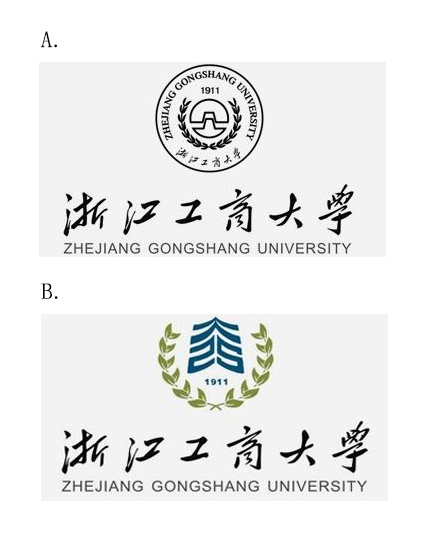 A.
ZHEJIANG GONGSHANG UNIVERSITY
1911
浙江工商大学
浙江工商大學
ZHEJIANG GONGSHANG UNIVERSITY
B.
1911
浙江工商大學
ZHEJIANG GONGSHANG UNIVERSITY